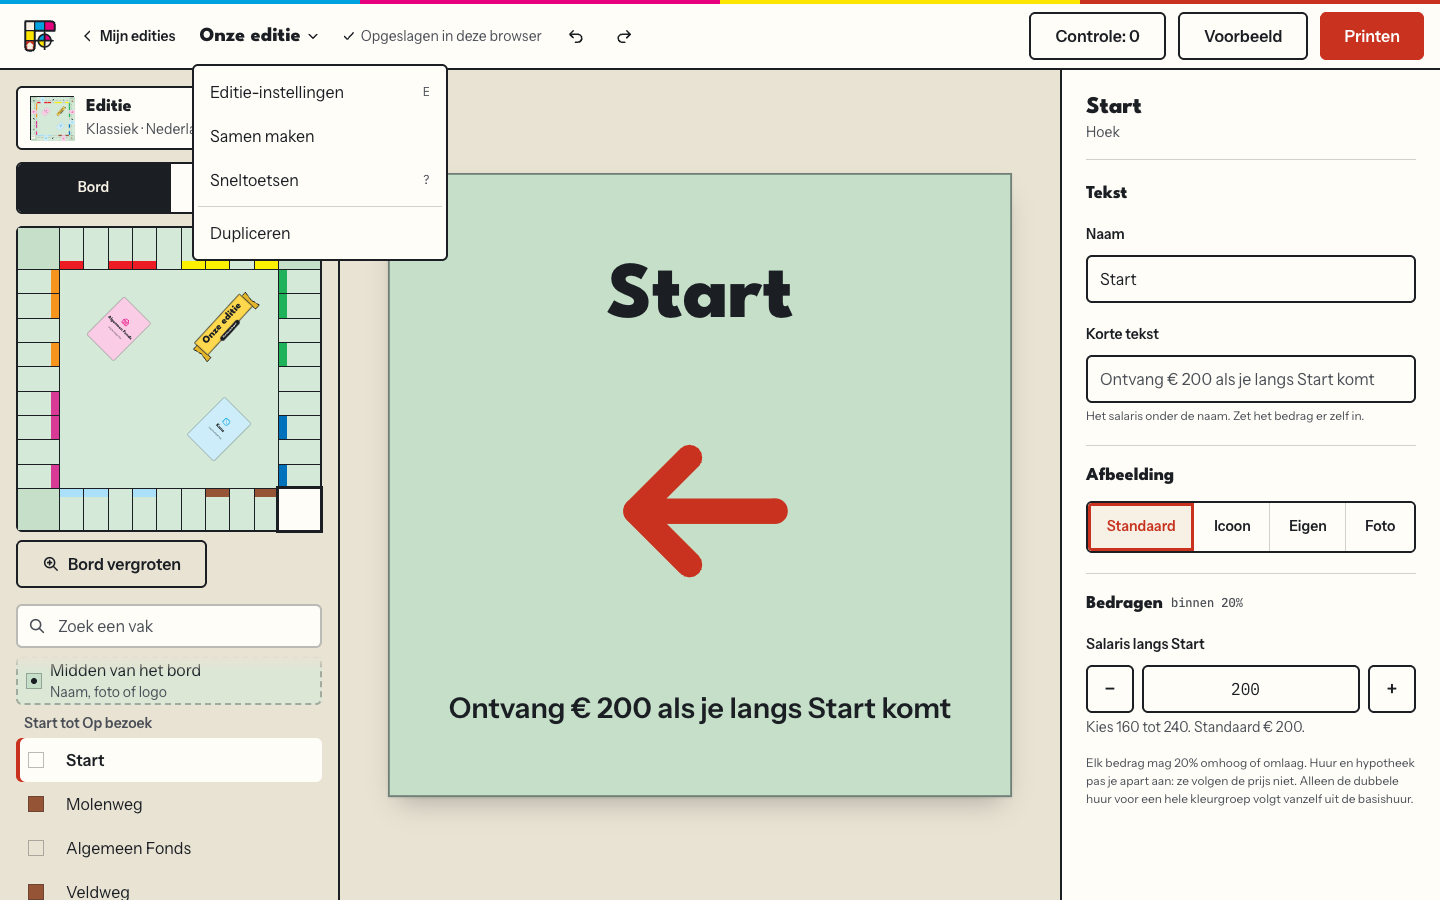 Mijn edities
Onze editie
Opgeslagen in deze browser
Controle: 0
Voorbeeld
Printen
Editie-instellingen E
Samen maken
Sneltoetsen ?
Dupliceren
Editie
Klassiek · Nederla
Bord
Algemeen Fonds
Onze editie
Kans
Bord vergroten
Zoek een vak
Midden van het bord
Naam, foto of logo
Start tot Op bezoek
Start
Molenweg
Algemeen Fonds
Veldweg
Start
Ontvang € 200 als je langs Start komt
Start
Hoek
Tekst
Naam
Start
Korte tekst
Ontvang € 200 als je langs Start komt
Het salaris onder de naam. Zet het bedrag er zelf in.
Afbeelding
Standaard Icoon Eigen Foto
Bedragen binnen 20%
Salaris langs Start
− 200 +
Kies 160 tot 240. Standaard € 200.
Elk bedrag mag 20% omhoog of omlaag. Huur en hypotheek
pas je apart aan: ze volgen de prijs niet. Alleen de dubbele
huur voor een hele kleurgroep volgt vanzelf uit de basishuur.